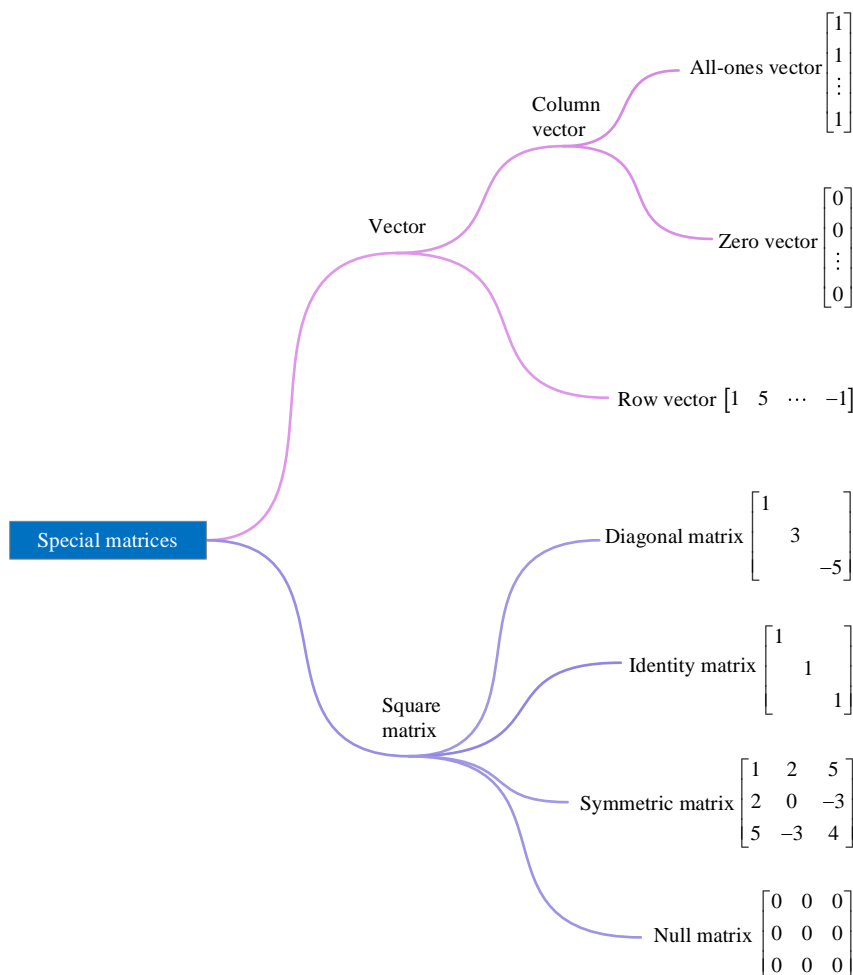 All-ones vector [1 1 ⋮ 1]
Column
vector
Vector
Zero vector [0 0 ⋮ 0]
Row vector [1 5 ⋯ −1]
Special matrices
Diagonal matrix [1 3 −5]
Identity matrix [1 1 1]
Square
matrix
Symmetric matrix
1 2 5
2 0 −3
5 −3 4
Null matrix
0 0 0
0 0 0
0 0 0